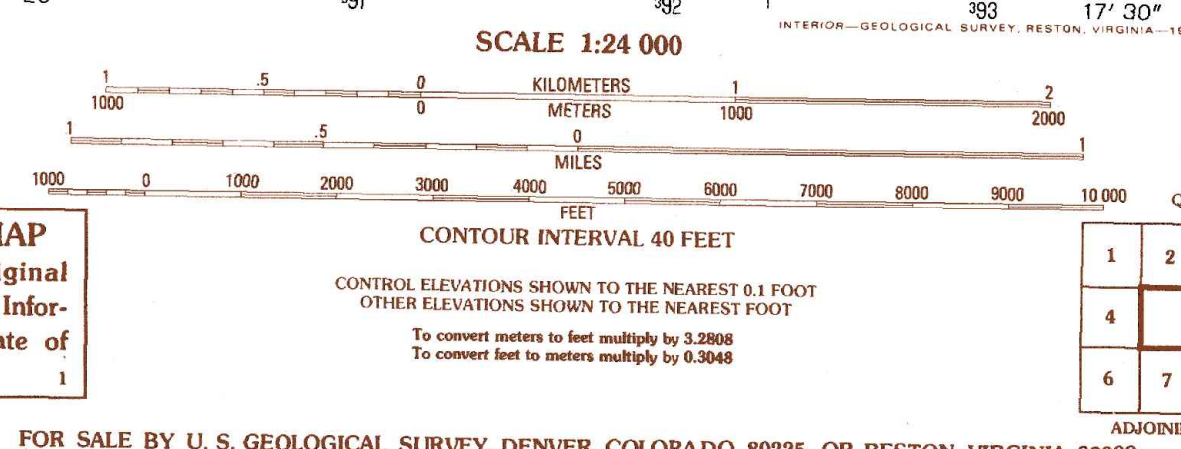 ³91 ³92 ³93 17' 30"
INTERIOR—GEOLOGICAL SURVEY, RESTON, VIRGINIA—19
SCALE 1:24 000
1 .5 0 KILOMETERS 1 2
1000 0 METERS 1000 2000
1 .5 0 1
MILES
1000 0 1000 2000 3000 4000 5000 6000 7000 8000 9000 10 000
FEET
CONTOUR INTERVAL 40 FEET
CONTROL ELEVATIONS SHOWN TO THE NEAREST 0.1 FOOT
OTHER ELEVATIONS SHOWN TO THE NEAREST FOOT
To convert meters to feet multiply by 3.2808
To convert feet to meters multiply by 0.3048
IAP
iginal
Infor-
ate of
1
1 2
4
6 7
ADJOINI
FOR SALE BY U. S. GEOLOGICAL SURVEY, DENVER, COLORADO 80225, OR RESTON, VIRGINIA